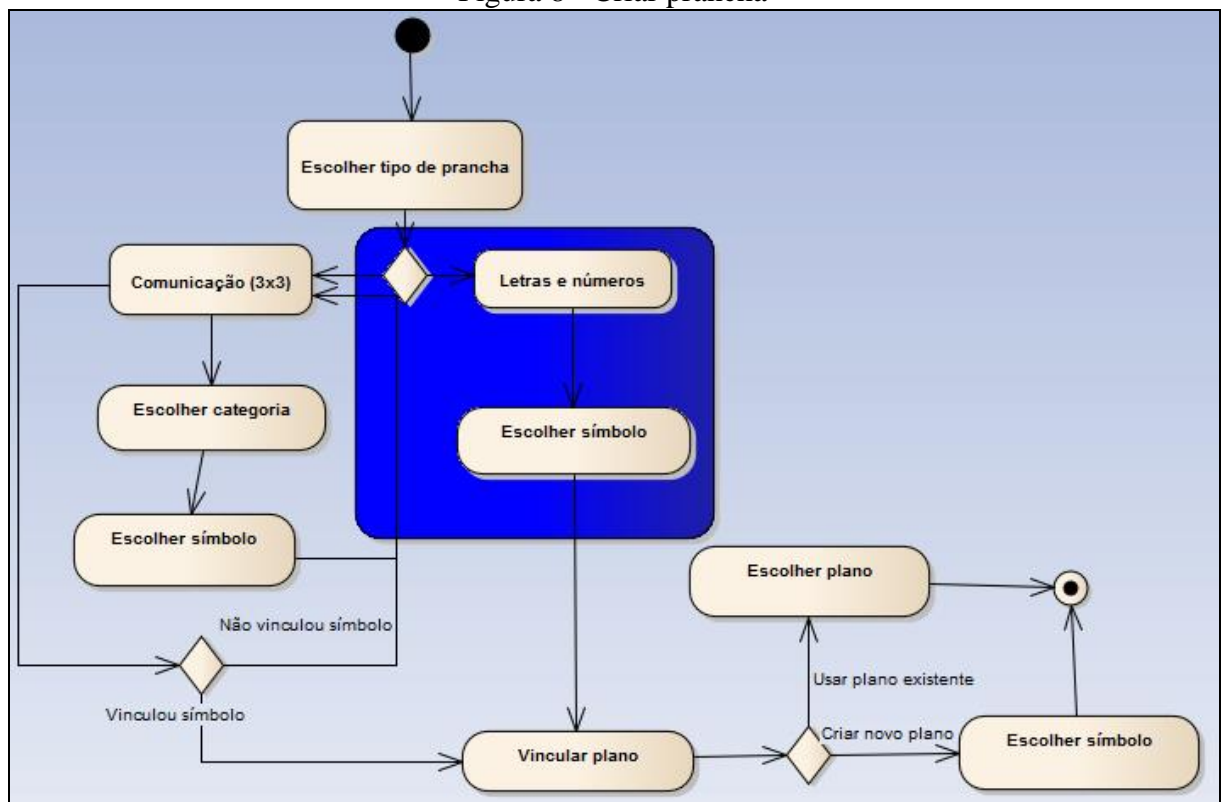 Figura 6 - Criar prancha
Escolher tipo de prancha
Comunicação (3x3)
Letras e números
Escolher categoria
Escolher símbolo
Escolher símbolo
Escolher plano
Não vinculou símbolo
Usar plano existente
Vinculou símbolo
Criar novo plano
Escolher símbolo
Vincular plano